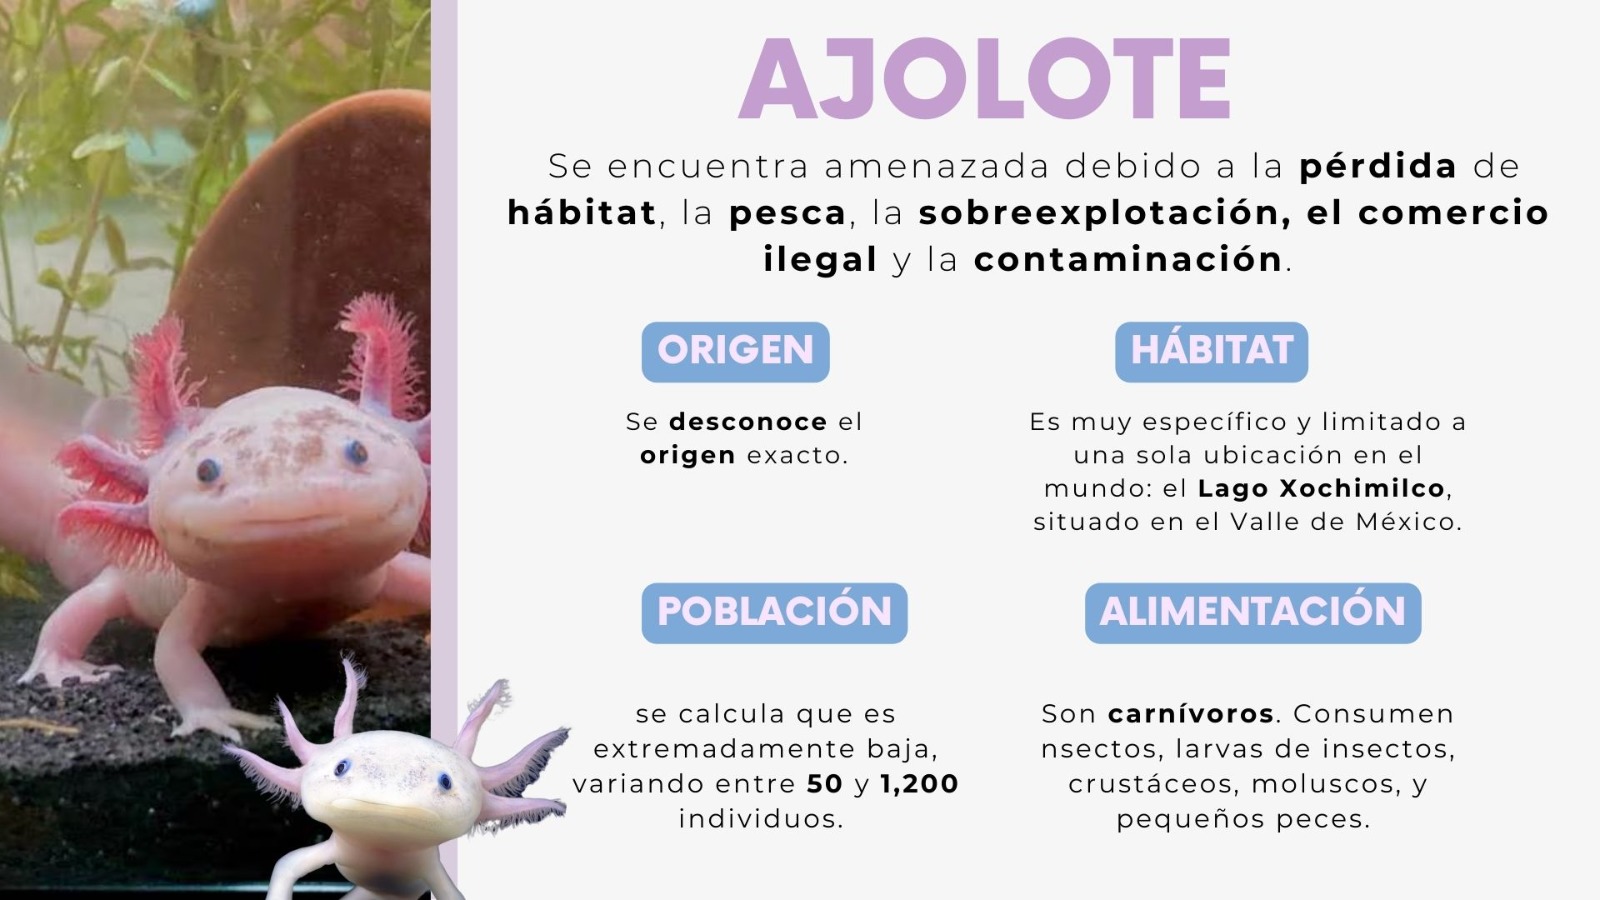 AJOLOTE
Se encuentra amenazada debido a la pérdida de
hábitat, la pesca, la sobreexplotación, el comercio
ilegal y la contaminación.
ORIGEN
Se desconoce el
origen exacto.
HÁBITAT
Es muy específico y limitado a
una sola ubicación en el
mundo: el Lago Xochimilco,
situado en el Valle de México.
POBLACIÓN
se calcula que es
extremadamente baja,
variando entre 50 y 1,200
individuos.
ALIMENTACIÓN
Son carnívoros. Consumen
nsectos, larvas de insectos,
crustáceos, moluscos, y
pequeños peces.